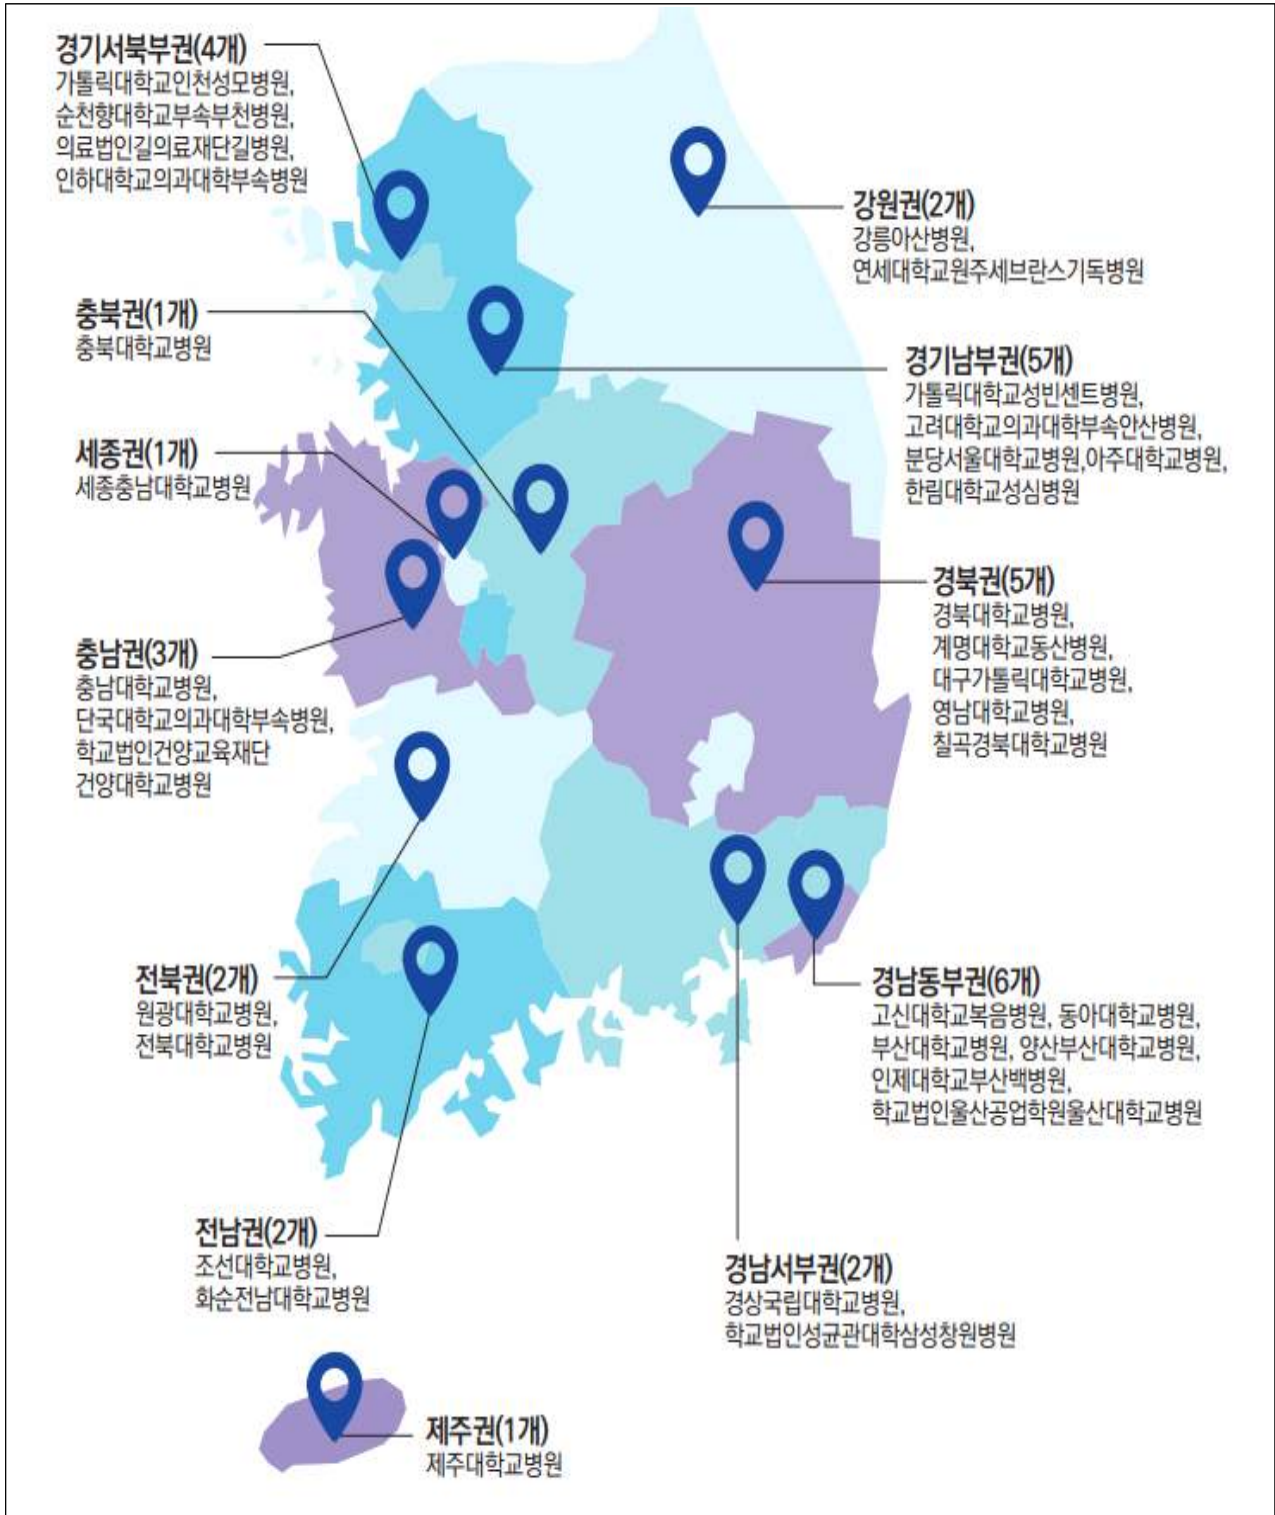 경기서북부권(4개)
가톨릭대학교인천성모병원,
순천향대학교부속부천병원,
의료법인길의료재단길병원,
인하대학교의과대학부속병원
강원권(2개)
강릉아산병원,
연세대학교원주세브란스기독병원
충북권(1개)
충북대학교병원
경기남부권(5개)
가톨릭대학교성빈센트병원,
고려대학교의과대학부속안산병원,
분당서울대학교병원,아주대학교병원,
한림대학교성심병원
세종권(1개)
세종충남대학교병원
경북권(5개)
경북대학교병원,
계명대학교동산병원,
대구가톨릭대학교병원,
영남대학교병원,
칠곡경북대학교병원
충남권(3개)
충남대학교병원,
단국대학교의과대학부속병원,
학교법인건양교육재단
건양대학교병원
전북권(2개)
원광대학교병원,
전북대학교병원
경남동부권(6개)
고신대학교복음병원, 동아대학교병원,
부산대학교병원, 양산부산대학교병원,
인제대학교부산백병원,
학교법인울산공업학원울산대학교병원
전남권(2개)
조선대학교병원,
화순전남대학교병원
경남서부권(2개)
경상국립대학교병원,
학교법인성균관대학삼성창원병원
제주권(1개)
제주대학교병원